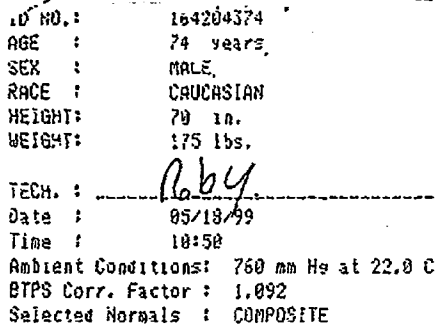 ID NO.: 164204374
AGE : 74 years
SEX : MALE
RACE : CAUCASIAN
HEIGHT: 70 in.
WEIGHT: 175 lbs.
TECH. :
Date : 05/18/99
Time : 10:50
Ambient Conditions: 760 mm Hg at 22.0 C
BTPS Corr. Factor : 1.092
Selected Normals : COMPOSITE